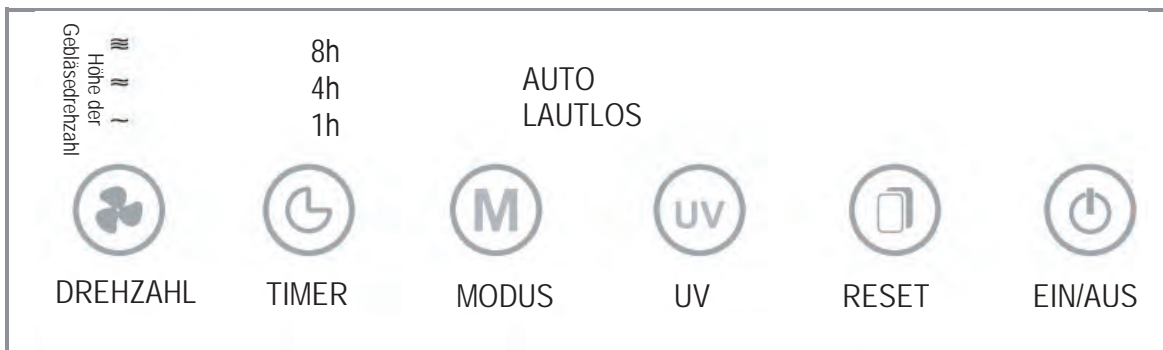 Höhe der
Gebläsedrehzahl
8h
4h
1h
AUTO
LAUTLOS
M
UV
DREHZAHL
TIMER
MODUS
UV
RESET
EIN/AUS